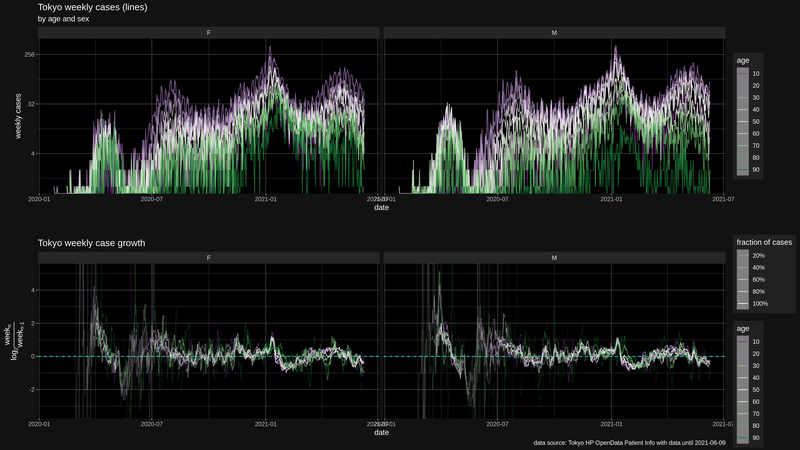 Tokyo weekly cases (lines)
by age and sex
F
M
256
32
4
weekly cases
2020-01
2020-07
2021-01
2020-07
2021-01
2021-07
date
age
10
20
30
40
50
60
70
80
90
Tokyo weekly case growth
F
M
4
2
0
-2
log₂ weekₙ / weekₙ₋₁
2020-01
2020-07
2021-01
2020-07
2021-01
date
fraction of cases
20%
40%
60%
80%
100%
age
10
20
30
40
50
60
70
80
90
data source: Tokyo HP OpenData Patient Info with data until 2021-06-09